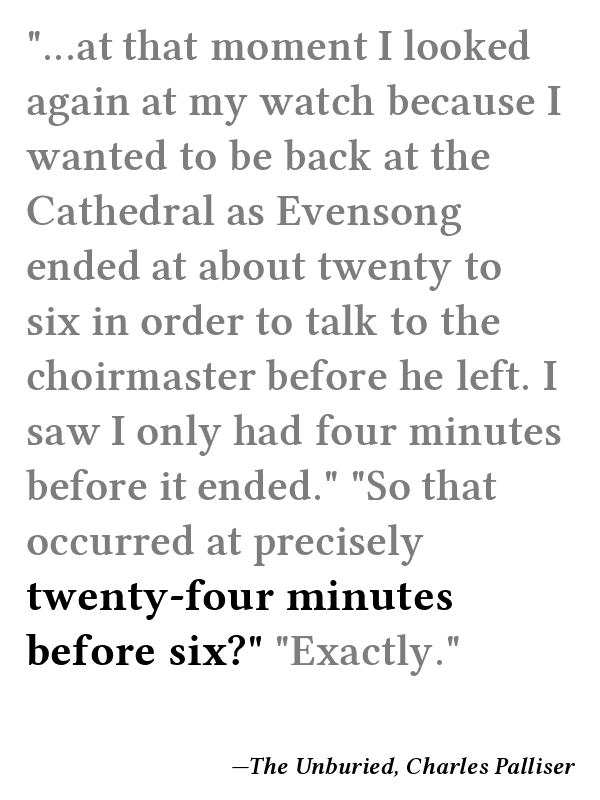 "...at that moment I looked
again at my watch because I
wanted to be back at the
Cathedral as Evensong
ended at about twenty to
six in order to talk to the
choirmaster before he left. I
saw I only had four minutes
before it ended." "So that
occurred at precisely
twenty-four minutes
before six?" "Exactly."
—The Unburied, Charles Palliser